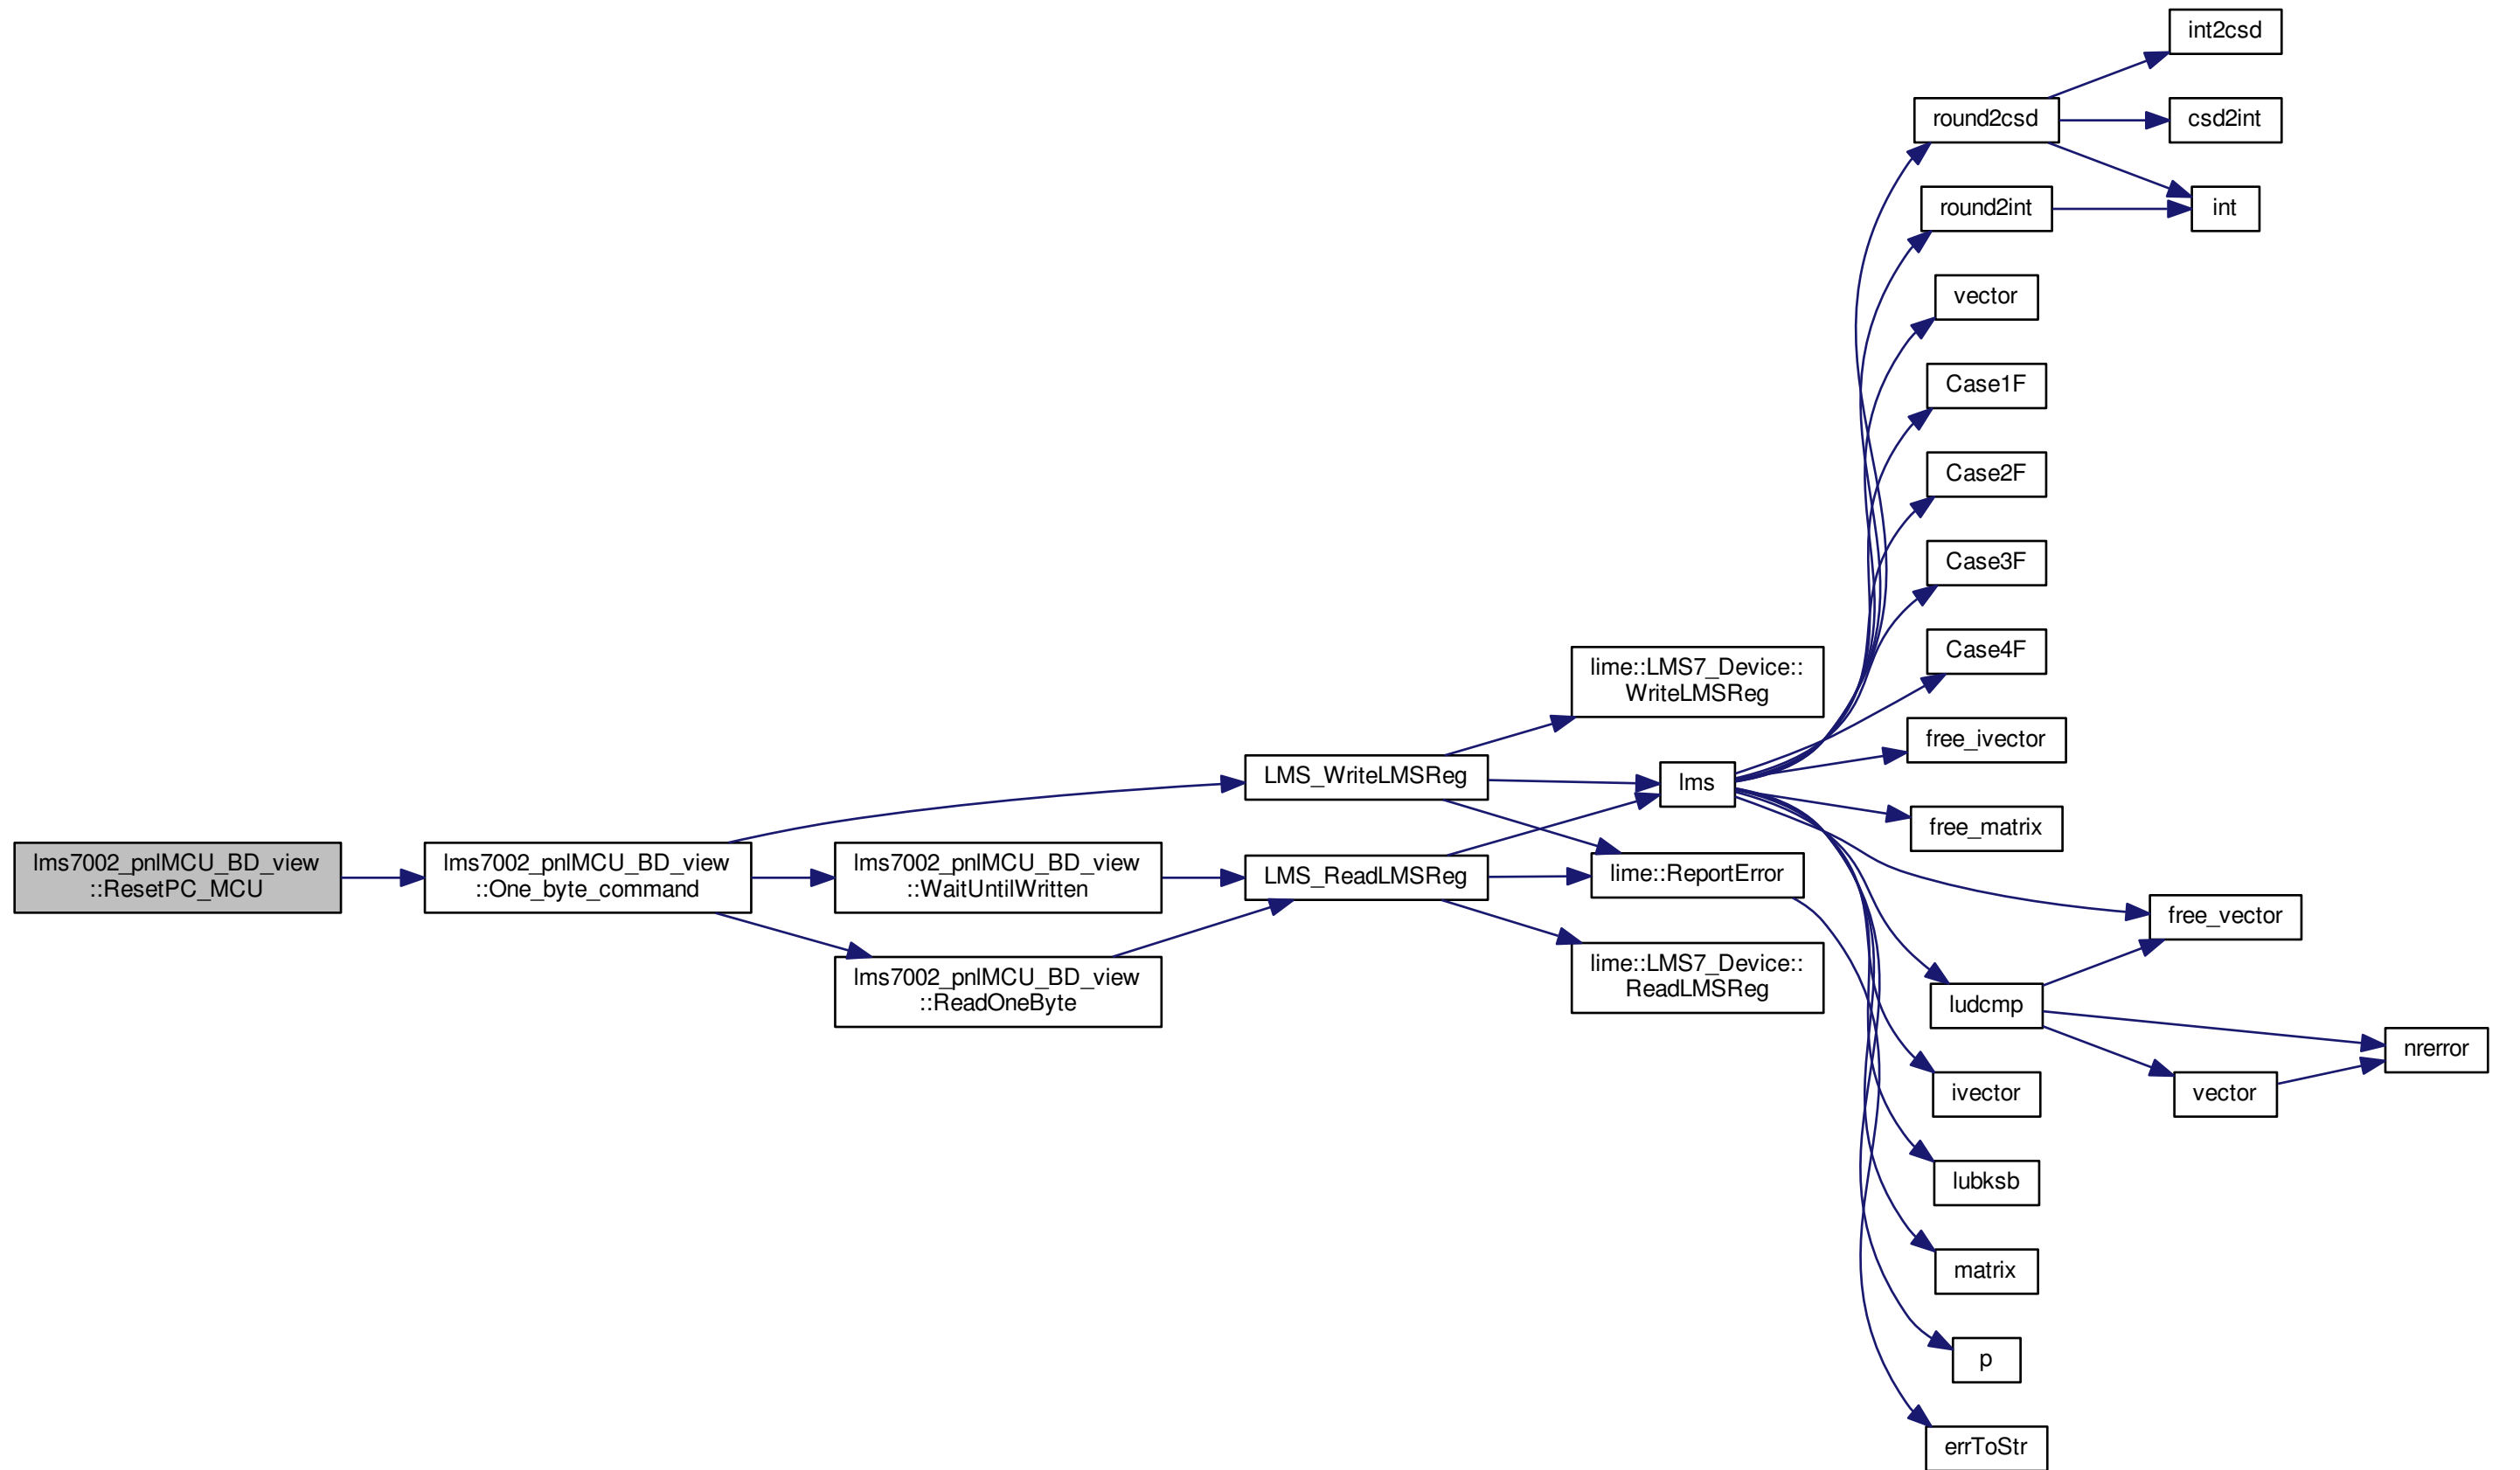 lms7002_pnlMCU_BD_view
::ResetPC_MCU
lms7002_pnlMCU_BD_view
::One_byte_command
lms7002_pnlMCU_BD_view
::WaitUntilWritten
lms7002_pnlMCU_BD_view
::ReadOneByte
LMS_WriteLMSReg
LMS_ReadLMSReg
lime::LMS7_Device::
WriteLMSReg
lms
lime::ReportError
lime::LMS7_Device::
ReadLMSReg
round2csd
round2int
vector
Case1F
Case2F
Case3F
Case4F
free_ivector
free_matrix
ludcmp
ivector
lubksb
matrix
p
errToStr
int2csd
csd2int
int
free_vector
vector
nrerror